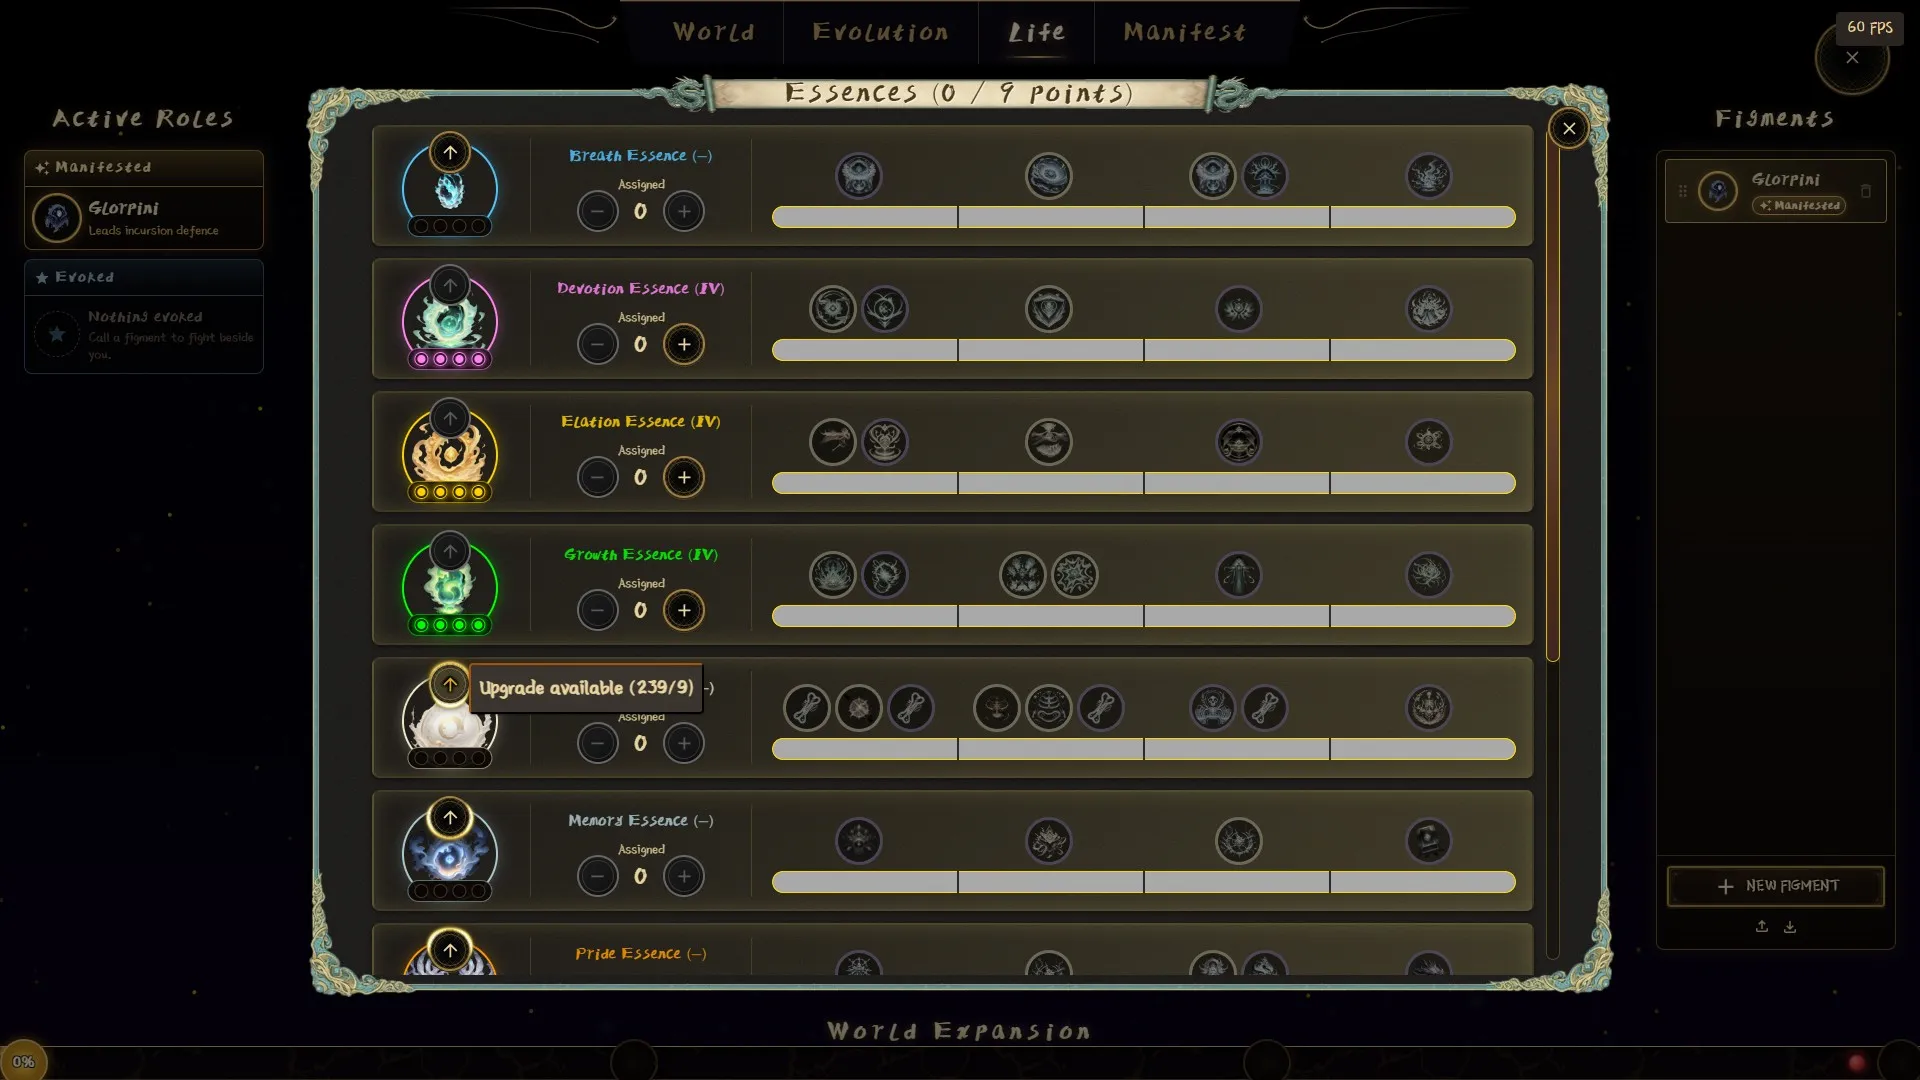 World
Evolution
Life
Manifest
60 FPS
Essences (0 / 9 points)
Active Roles
Manifested
Glorpini
Leads incursion defence
Evoked
Nothing evoked
Call a figment to fight beside
you.
Breath Essence (—)
Assigned
0
Devotion Essence (IV)
Assigned
0
Elation Essence (IV)
Assigned
0
Growth Essence (IV)
Assigned
0
Upgrade available (239/9)
—)
Assigned
0
Memory Essence (—)
Assigned
0
Pride Essence (—)
Figments
Glorpini
Manifested
NEW FIGMENT
World Expansion
0%